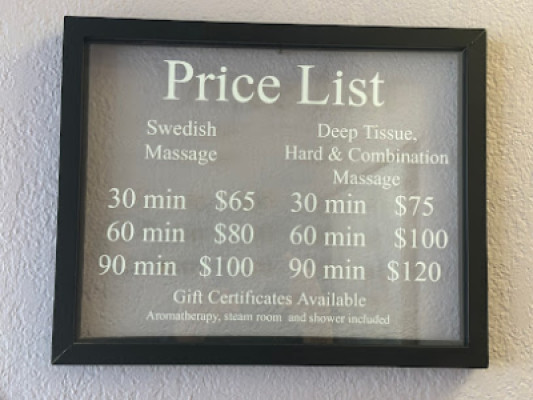 Price List
Swedish
Massage
Deep Tissue,
Hard & Combination
Massage
30 min $65 30 min $75
60 min $80 60 min $100
90 min $100 90 min $120
Gift Certificates Available
Aromatherapy, steam room and shower included